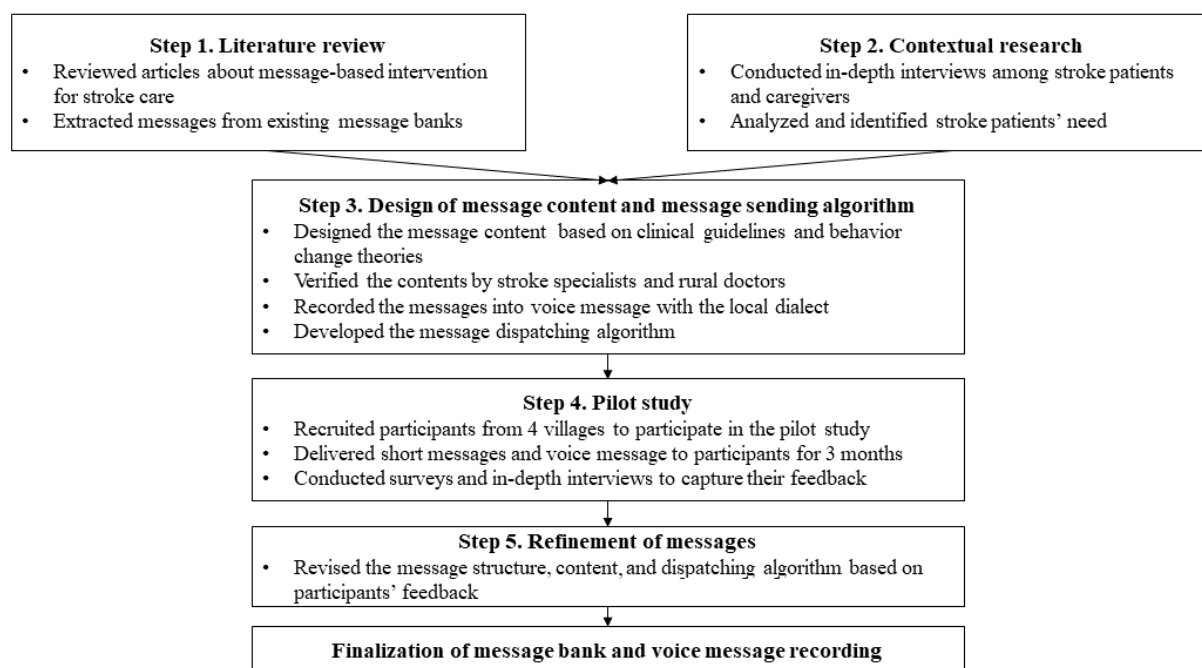 Step 1. Literature review
• Reviewed articles about message-based intervention
for stroke care
• Extracted messages from existing message banks
Step 2. Contextual research
• Conducted in-depth interviews among stroke patients
and caregivers
• Analyzed and identified stroke patients’ need
Step 3. Design of message content and message sending algorithm
• Designed the message content based on clinical guidelines and behavior
change theories
• Verified the contents by stroke specialists and rural doctors
• Recorded the messages into voice message with the local dialect
• Developed the message dispatching algorithm
Step 4. Pilot study
• Recruited participants from 4 villages to participate in the pilot study
• Delivered short messages and voice message to participants for 3 months
• Conducted surveys and in-depth interviews to capture their feedback
Step 5. Refinement of messages
• Revised the message structure, content, and dispatching algorithm based on
participants’ feedback
Finalization of message bank and voice message recording